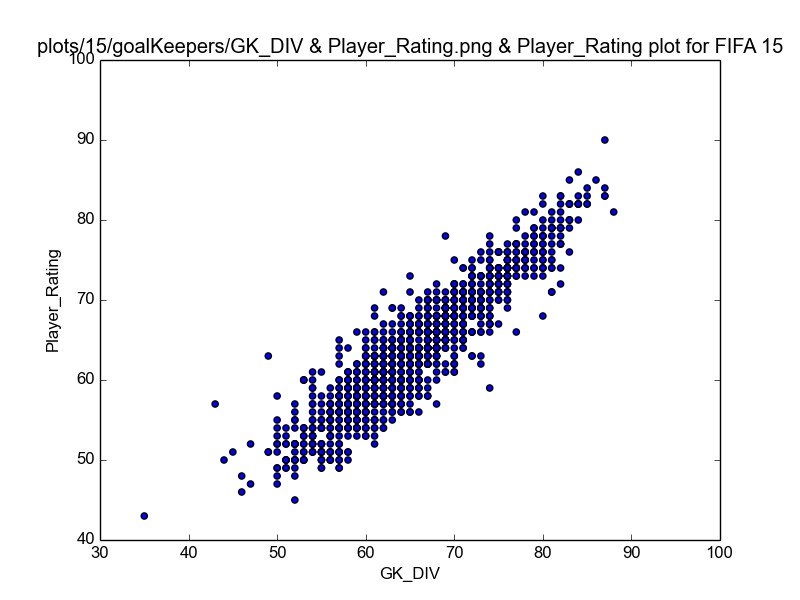 plots/15/goalKeepers/GK_DIV & Player_Rating.png & Player_Rating plot for FIFA 15
100
90
80
70
60
50
40
Player_Rating
30 40 50 60 70 80 90 100
GK_DIV